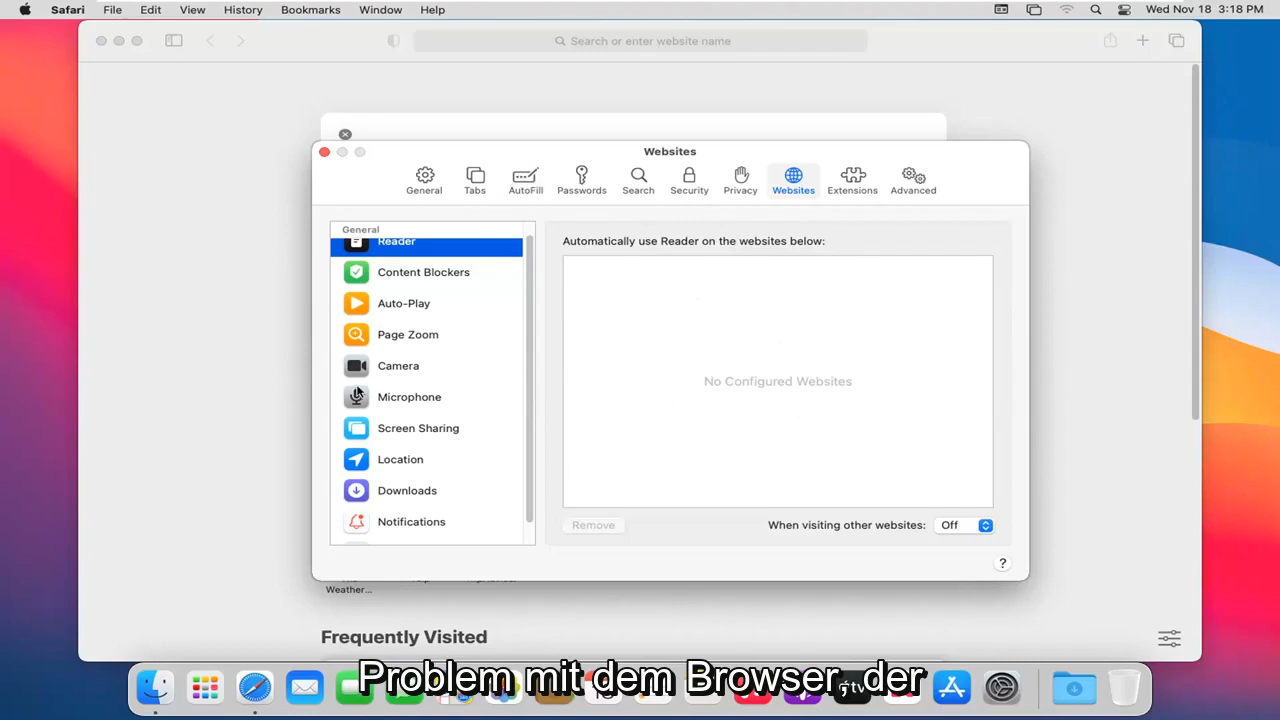 Safari File Edit View History Bookmarks Window Help Wed Nov 18 3:18 PM
Search or enter website name
Websites
General Tabs AutoFill Passwords Search Security Privacy Websites Extensions Advanced
General
Reader
Content Blockers
Auto-Play
Page Zoom
Camera
Microphone
Screen Sharing
Location
Downloads
Notifications
Automatically use Reader on the websites below:
No Configured Websites
Remove When visiting other websites: Off
?
Weather...
Frequently Visited
Problem mit dem Browser, der